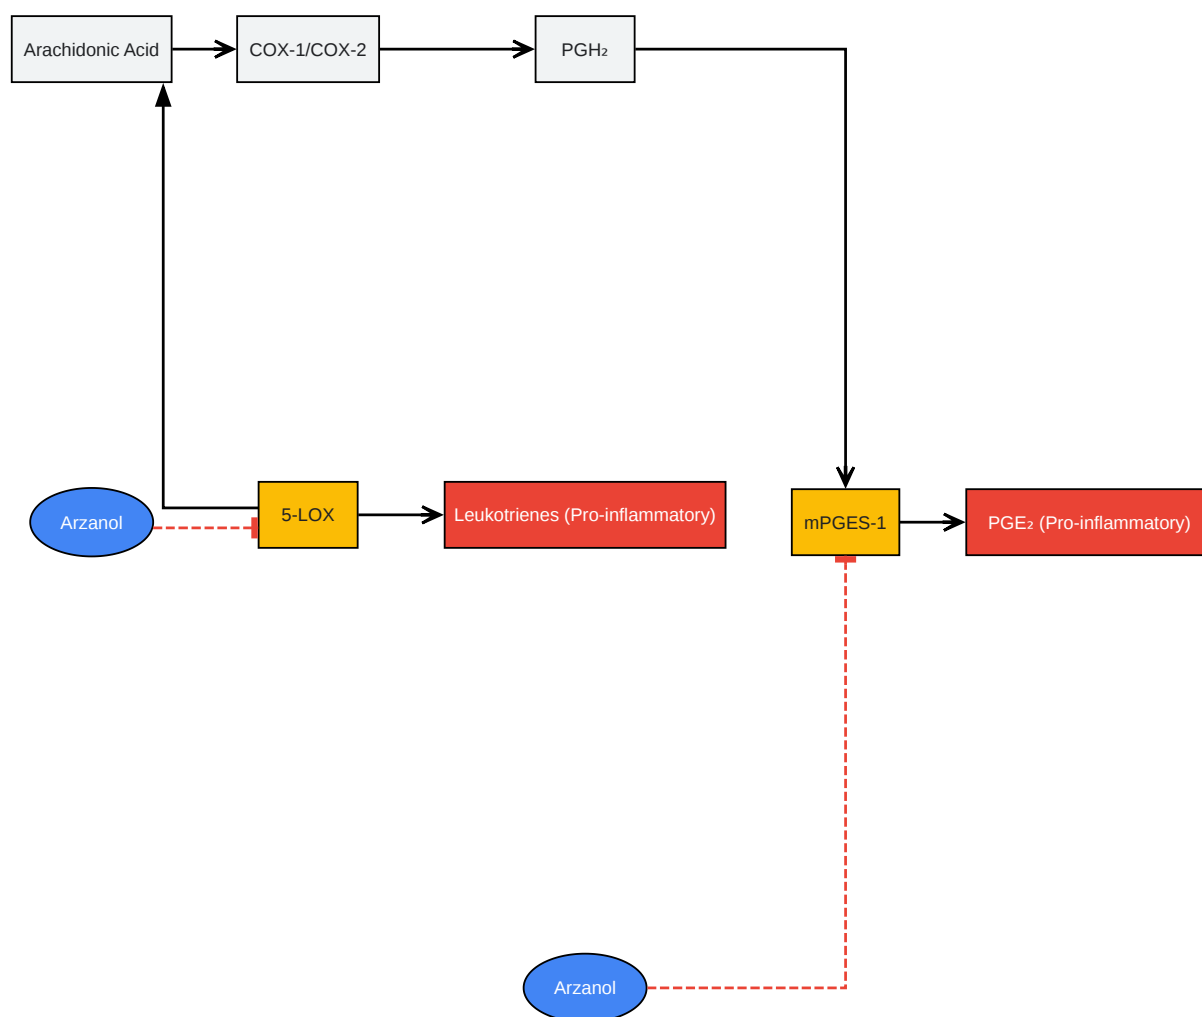 Arachidonic Acid
COX-1/COX-2
PGH₂
Arzanol
5-LOX
Leukotrienes (Pro-inflammatory)
mPGES-1
PGE₂ (Pro-inflammatory)
Arzanol